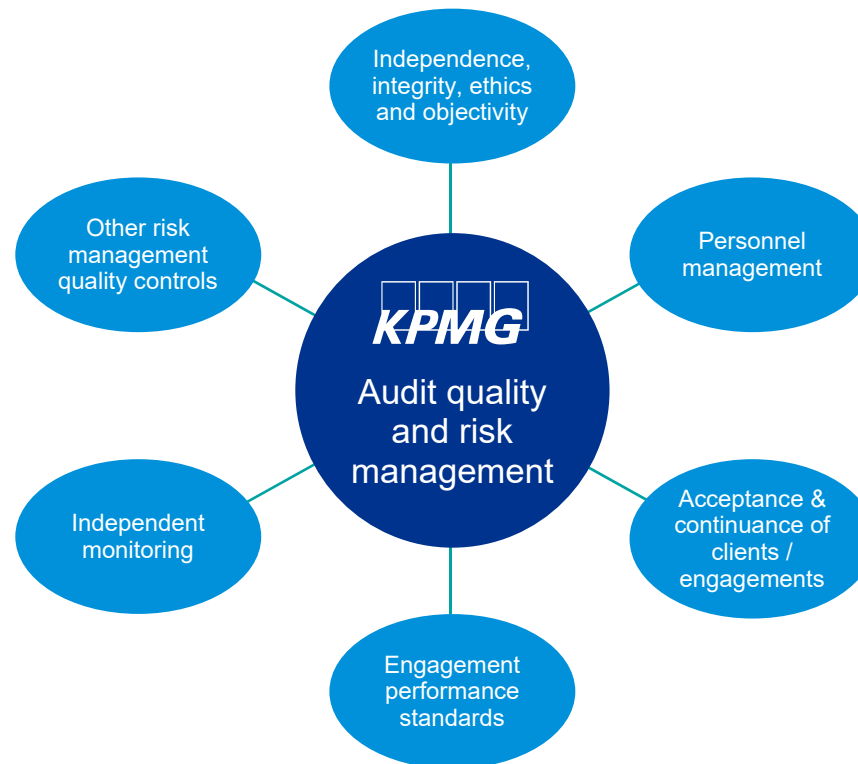 Independence,
integrity, ethics
and objectivity
Other risk
management
quality controls
Personnel
management
KPMG
Audit quality
and risk
management
Independent
monitoring
Acceptance &
continuance of
clients /
engagements
Engagement
performance
standards